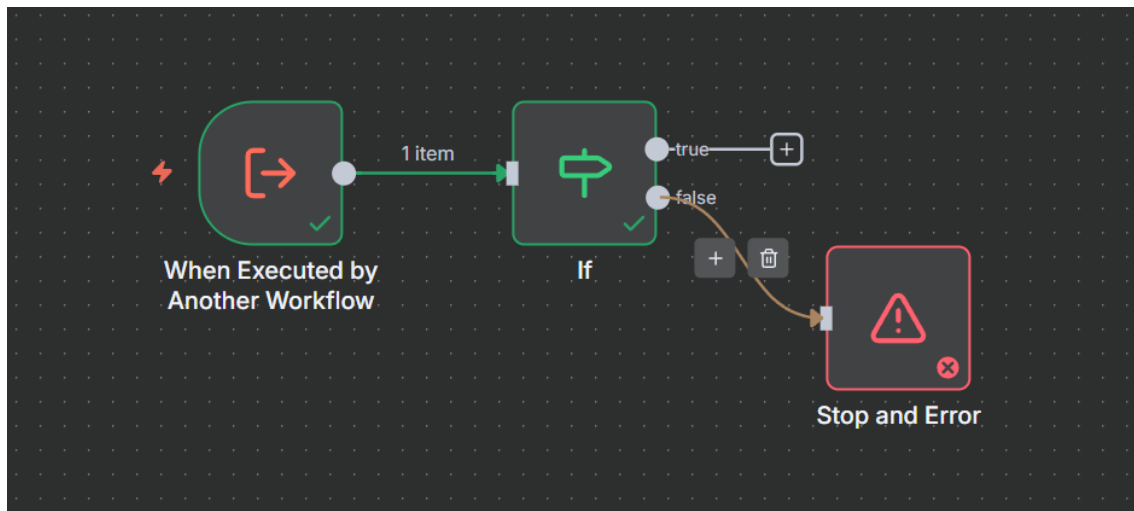 1 item
true
false
When Executed by
Another Workflow
If
Stop and Error